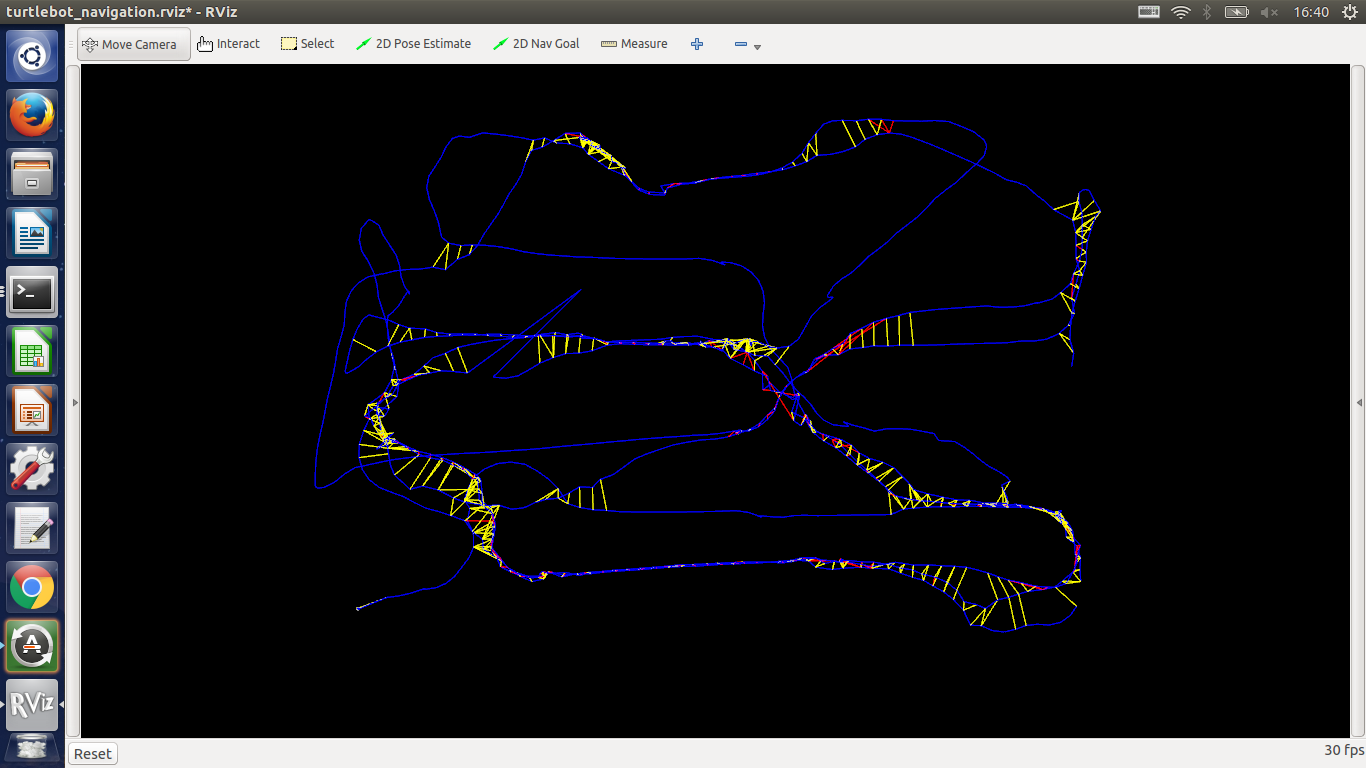 turtlebot_navigation.rviz* - RViz
16:40
Move Camera
Interact
Select
2D Pose Estimate
2D Nav Goal
Measure
RViz
Reset
30 fps